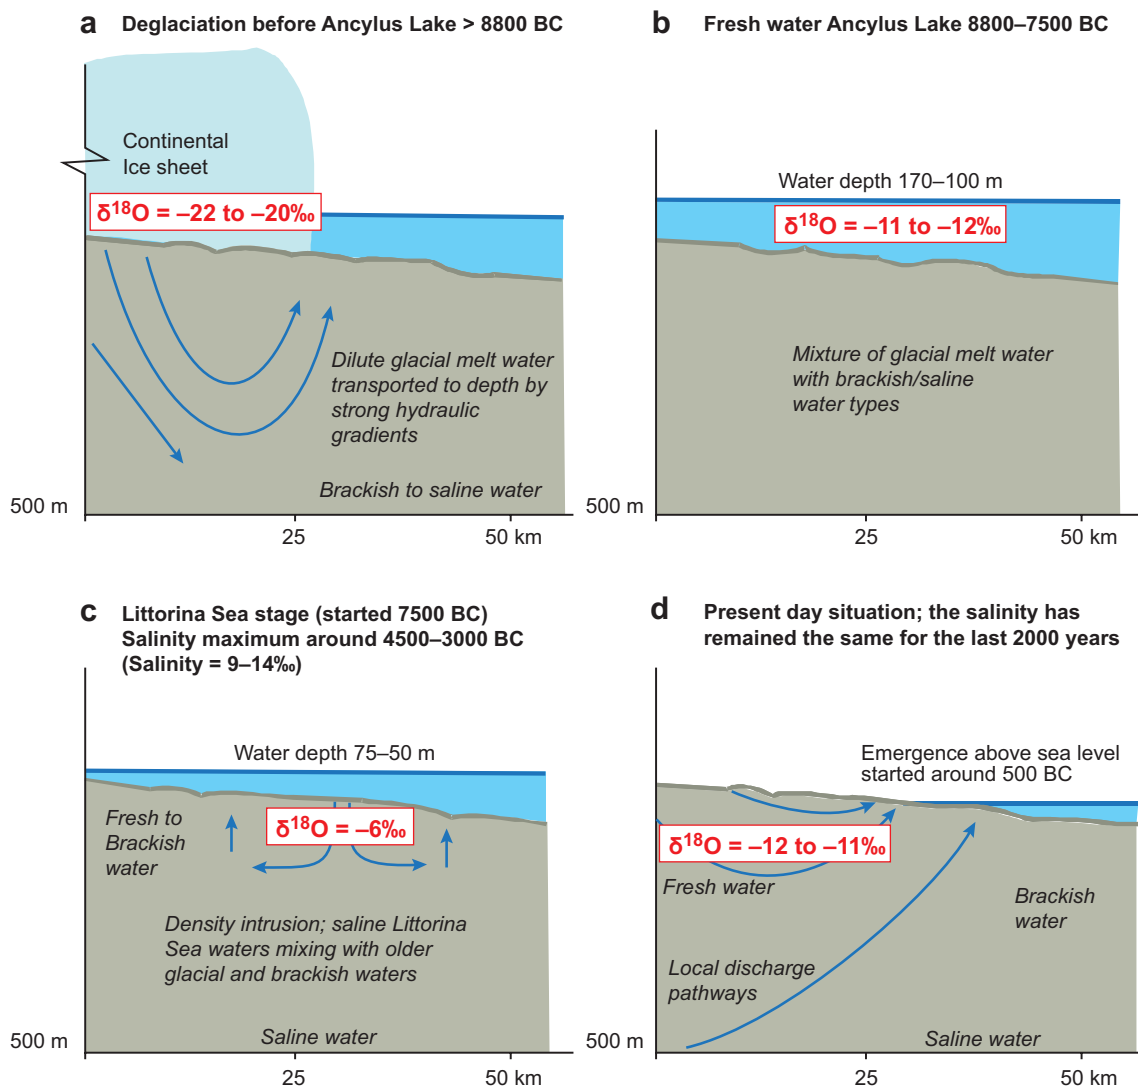 a Deglaciation before Ancylus Lake > 8800 BC
Continental
Ice sheet
δ¹⁸O = –22 to –20‰
Dilute glacial melt water
transported to depth by
strong hydraulic
gradients
Brackish to saline water
500 m
25 50 km
b Fresh water Ancylus Lake 8800–7500 BC
Water depth 170–100 m
δ¹⁸O = –11 to –12‰
Mixture of glacial melt water
with brackish/saline
water types
500 m
25 50 km
c Littorina Sea stage (started 7500 BC)
Salinity maximum around 4500–3000 BC
(Salinity = 9–14‰)
Water depth 75–50 m
Fresh to
Brackish
water
δ¹⁸O = –6‰
Density intrusion; saline Littorina
Sea waters mixing with older
glacial and brackish waters
Saline water
500 m
25 50 km
d Present day situation; the salinity has
remained the same for the last 2000 years
Emergence above sea level
started around 500 BC
δ¹⁸O = –12 to –11‰
Fresh water
Brackish
water
Local discharge
pathways
Saline water
500 m
25 50 km